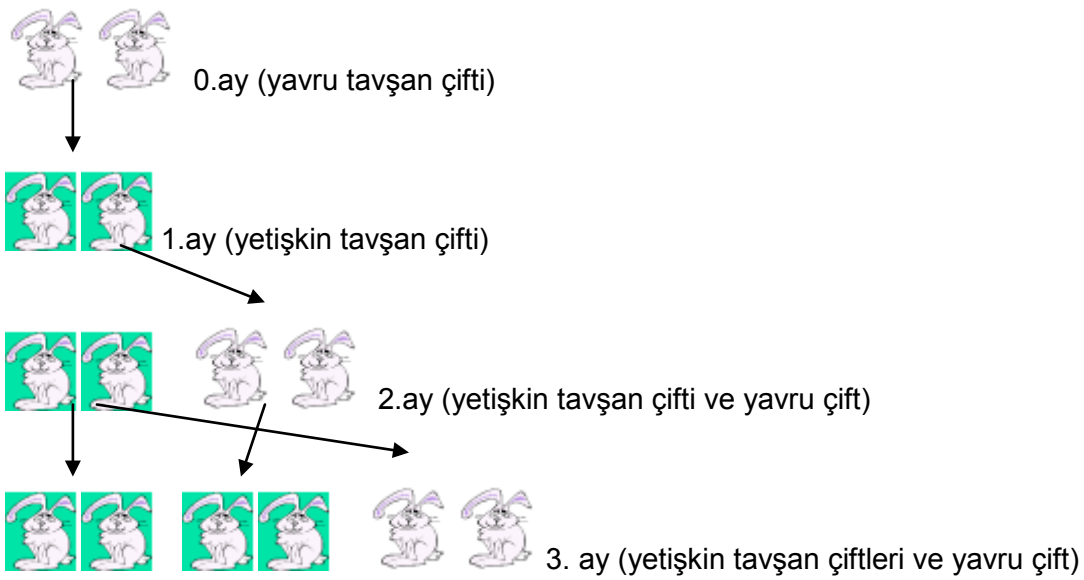 0.ay (yavru tavşan çifti)
1.ay (yetişkin tavşan çifti)
2.ay (yetişkin tavşan çifti ve yavru çift)
3. ay (yetişkin tavşan çiftleri ve yavru çift)